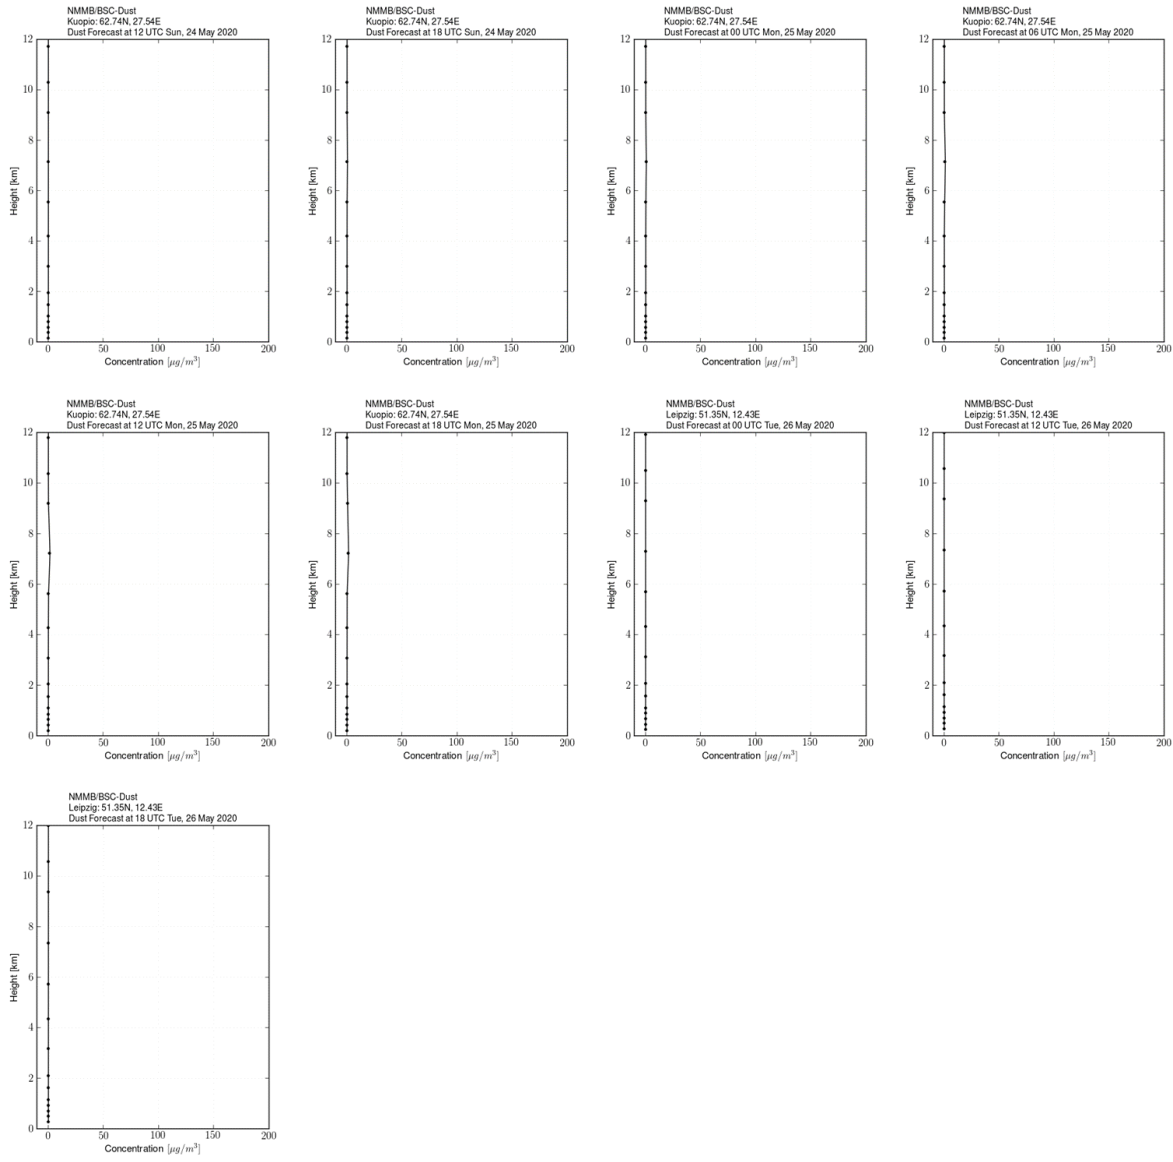 NMMB/BSC-Dust
Kuopio: 62.74N, 27.54E
Dust Forecast at 12 UTC Sun, 24 May 2020
12
10
8
6
4
2
0
Height [km]
0 50 100 150 200
Concentration [μg/m³]
NMMB/BSC-Dust
Kuopio: 62.74N, 27.54E
Dust Forecast at 18 UTC Sun, 24 May 2020
12
10
8
6
4
2
0
Height [km]
0 50 100 150 200
Concentration [μg/m³]
NMMB/BSC-Dust
Kuopio: 62.74N, 27.54E
Dust Forecast at 00 UTC Mon, 25 May 2020
12
10
8
6
4
2
0
Height [km]
0 50 100 150 200
Concentration [μg/m³]
NMMB/BSC-Dust
Kuopio: 62.74N, 27.54E
Dust Forecast at 06 UTC Mon, 25 May 2020
12
10
8
6
4
2
0
Height [km]
0 50 100 150 200
Concentration [μg/m³]
NMMB/BSC-Dust
Kuopio: 62.74N, 27.54E
Dust Forecast at 12 UTC Mon, 25 May 2020
12
10
8
6
4
2
0
Height [km]
0 50 100 150 200
Concentration [μg/m³]
NMMB/BSC-Dust
Kuopio: 62.74N, 27.54E
Dust Forecast at 18 UTC Mon, 25 May 2020
12
10
8
6
4
2
0
Height [km]
0 50 100 150 200
Concentration [μg/m³]
NMMB/BSC-Dust
Leipzig: 51.35N, 12.43E
Dust Forecast at 00 UTC Tue, 26 May 2020
12
10
8
6
4
2
0
Height [km]
0 50 100 150 200
Concentration [μg/m³]
NMMB/BSC-Dust
Leipzig: 51.35N, 12.43E
Dust Forecast at 12 UTC Tue, 26 May 2020
12
10
8
6
4
2
0
Height [km]
0 50 100 150 200
Concentration [μg/m³]
NMMB/BSC-Dust
Leipzig: 51.35N, 12.43E
Dust Forecast at 18 UTC Tue, 26 May 2020
12
10
8
6
4
2
0
Height [km]
0 50 100 150 200
Concentration [μg/m³]